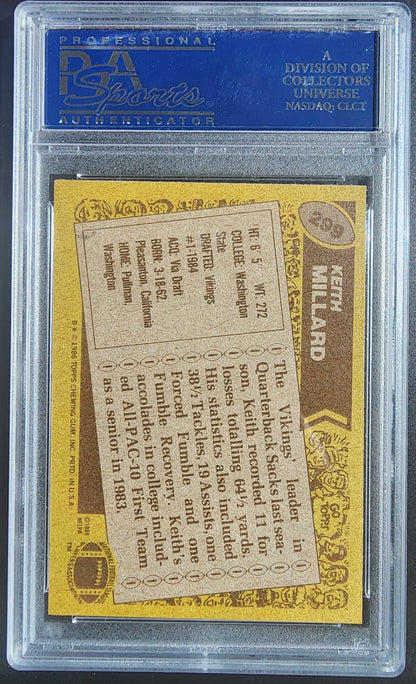 PROFESSIONAL
PSA
Sports
AUTHENTICATOR
A
DIVISION OF
COLLECTORS
UNIVERSE
NASDAQ: CLCT
299
KEITH
MILLARD
HT: 6' 5" WT: 272
COLLEGE: Washington
State
DRAFTED: Vikings
#1-1984
ACQ: Via Draft
BORN: 3-18-62,
Pleasanton, California
HOME: Pullman,
Washington
The Vikings' leader in
Quarterback Sacks last sea-
son, Keith recorded 11 for
losses totalling 64½ yards.
His statistics also included
38½ Tackles, 19 Assists, one
Forced Fumble and one
Fumble Recovery. Keith's
accolades in college includ-
ed All-PAC-10 First Team
as a senior in 1983.
B* © 1986 TOPPS CHEWING GUM, INC. PRTD. IN U.S.A.
TM